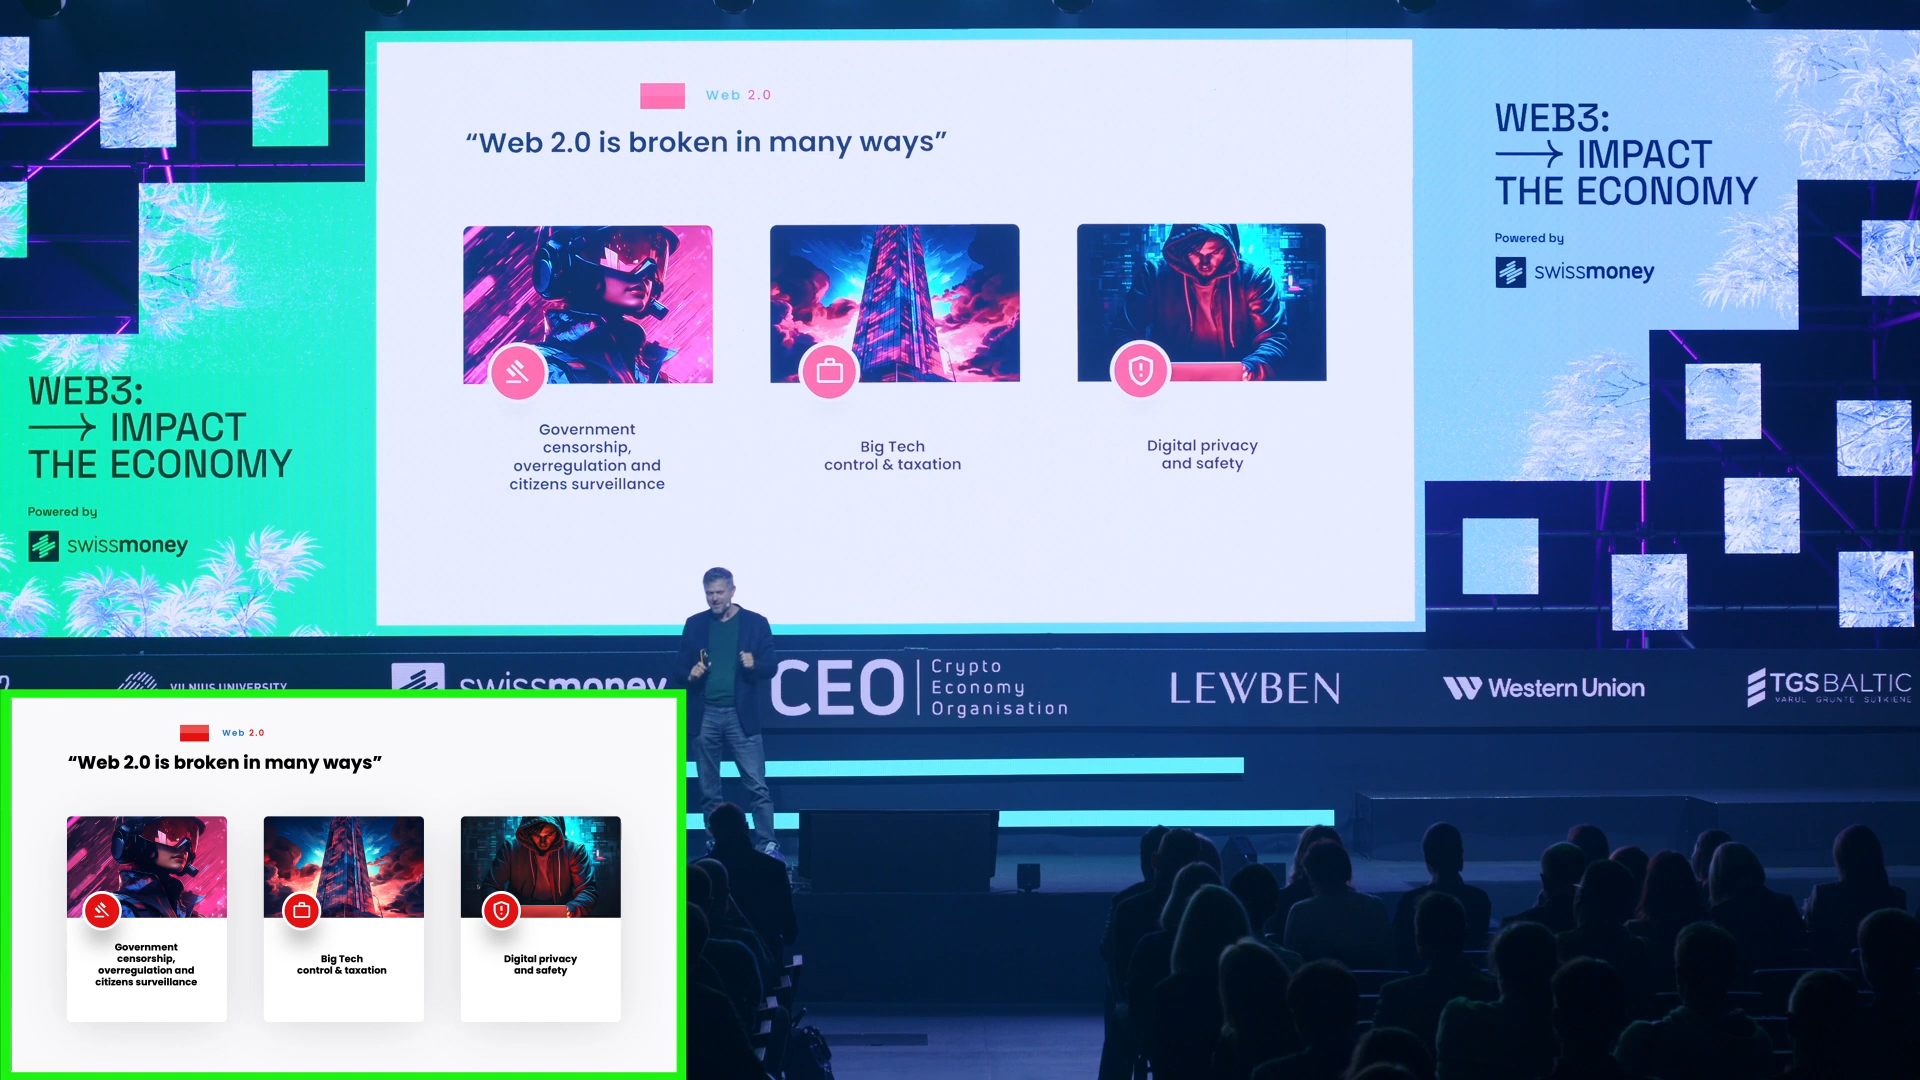 Web 2.0
“Web 2.0 is broken in many ways”
Government
censorship,
overregulation and
citizens surveillance
Big Tech
control & taxation
Digital privacy
and safety
WEB3:
→ IMPACT
THE ECONOMY
Powered by
swissmoney
WEB3:
→ IMPACT
THE ECONOMY
Powered by
swissmoney
VILNIUS UNIVERSITY
swissmoney
CEO
Crypto
Economy
Organisation
LEWBEN
Western Union
TGS BALTIC
Web 2.0
“Web 2.0 is broken in many ways”
Government
censorship,
overregulation and
citizens surveillance
Big Tech
control & taxation
Digital privacy
and safety